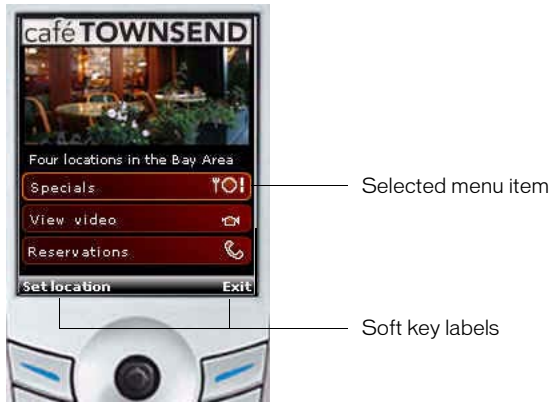 café TOWNSEND
Four locations in the Bay Area
Specials
Selected menu item
View video
Reservations
Set location Exit
Soft key labels